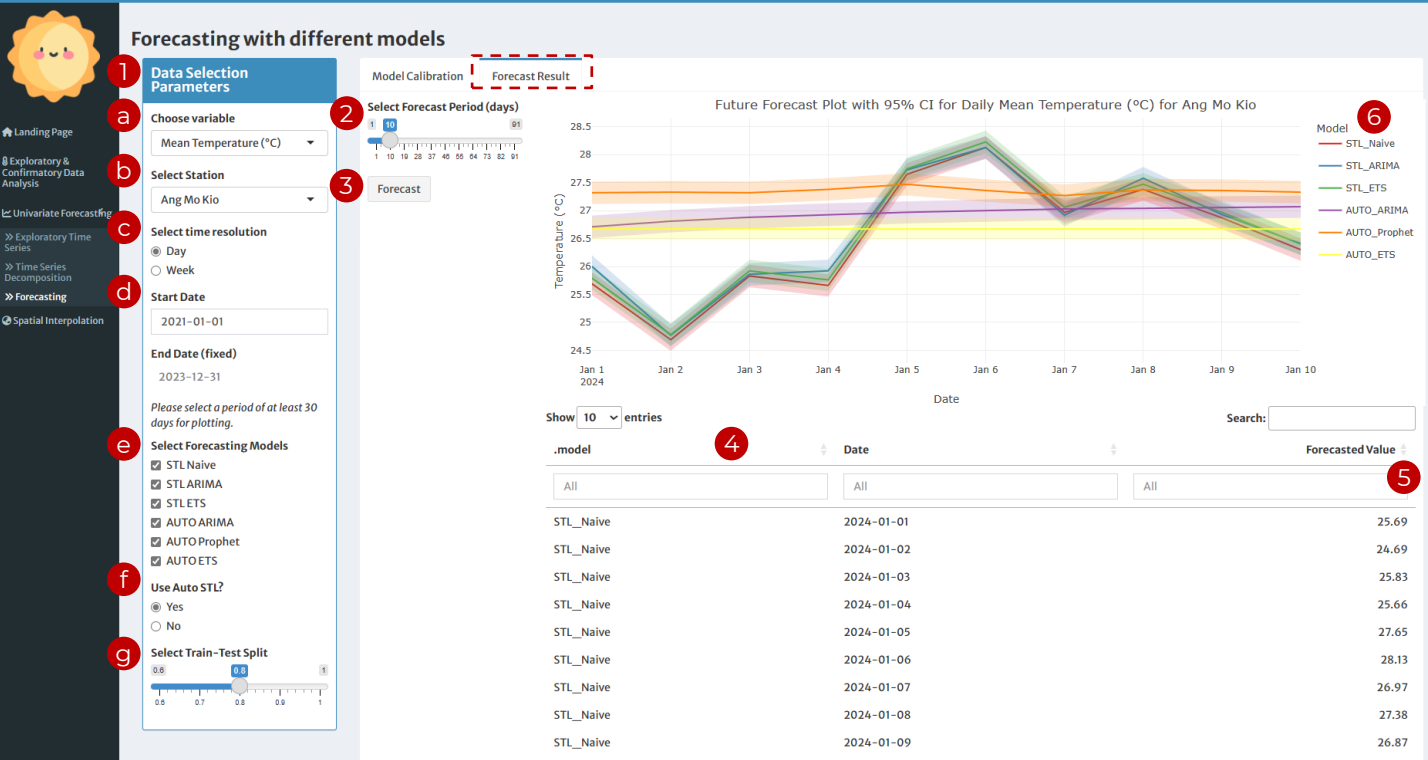 Forecasting with different models
Landing Page
Exploratory &
Confirmatory Data
Analysis
Univariate Forecasting
Exploratory Time
Series
Time Series
Decomposition
Forecasting
Spatial Interpolation
1
Data Selection
Parameters
a
Choose variable
Mean Temperature (°C)
b
Select Station
Ang Mo Kio
c
Select time resolution
Day
Week
d
Start Date
2021-01-01
End Date (fixed)
2023-12-31
Please select a period of at least 30
days for plotting.
e
Select Forecasting Models
STL Naive
STL ARIMA
STL ETS
AUTO ARIMA
AUTO Prophet
AUTO ETS
f
Use Auto STL?
Yes
No
g
Select Train-Test Split
0.6 0.8 1
0.6 0.7 0.8 0.9 1
Model Calibration Forecast Result
2
Select Forecast Period (days)
1 10 91
1 10 19 28 37 46 55 64 73 82 91
3
Forecast
Future Forecast Plot with 95% CI for Daily Mean Temperature (°C) for Ang Mo Kio
28.5
28
27.5
27
26.5
26
25.5
25
24.5
Temperature (°C)
Jan 1 Jan 2 Jan 3 Jan 4 Jan 5 Jan 6 Jan 7 Jan 8 Jan 9 Jan 10
2024
Date
6
Model
STL_Naive
STL_ARIMA
STL_ETS
AUTO_ARIMA
AUTO_Prophet
AUTO_ETS
Show 10 entries
Search:
4
.model Date Forecasted Value
5
All All All
STL_Naive 2024-01-01 25.69
STL_Naive 2024-01-02 24.69
STL_Naive 2024-01-03 25.83
STL_Naive 2024-01-04 25.66
STL_Naive 2024-01-05 27.65
STL_Naive 2024-01-06 28.13
STL_Naive 2024-01-07 26.97
STL_Naive 2024-01-08 27.38
STL_Naive 2024-01-09 26.87